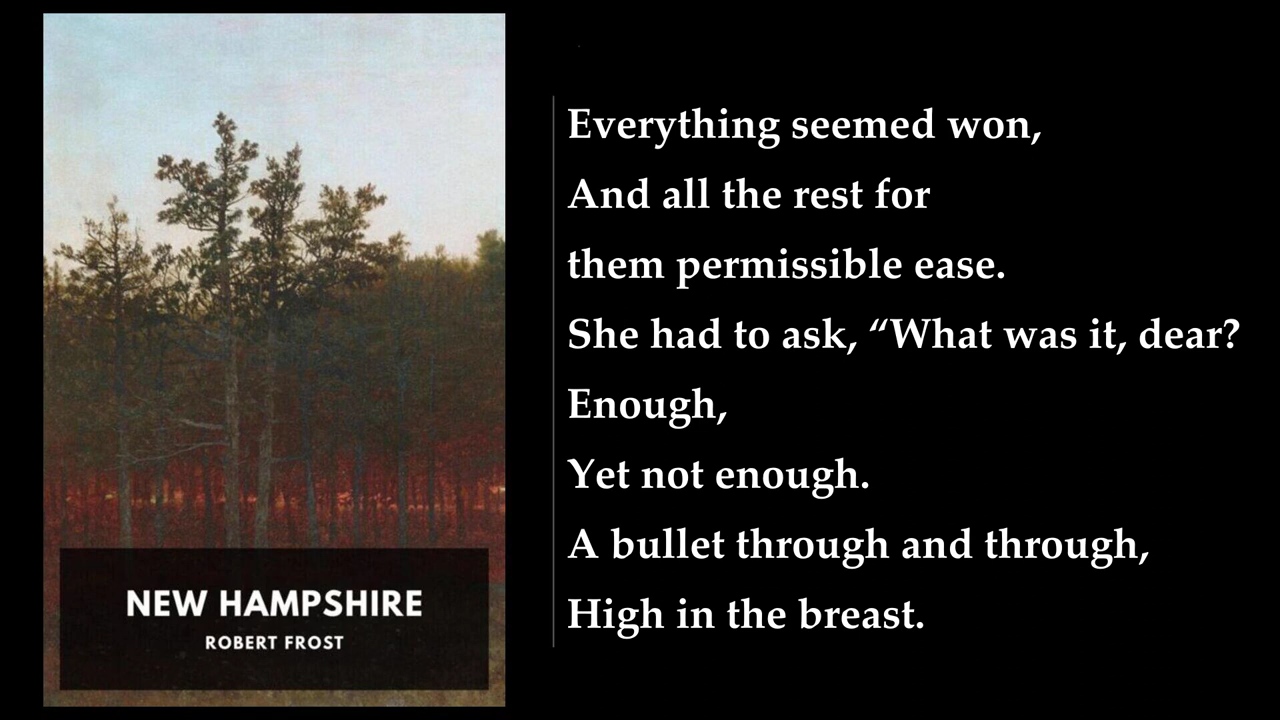 NEW HAMPSHIRE
ROBERT FROST
Everything seemed won,
And all the rest for
them permissible ease.
She had to ask, “What was it, dear?
Enough,
Yet not enough.
A bullet through and through,
High in the breast.